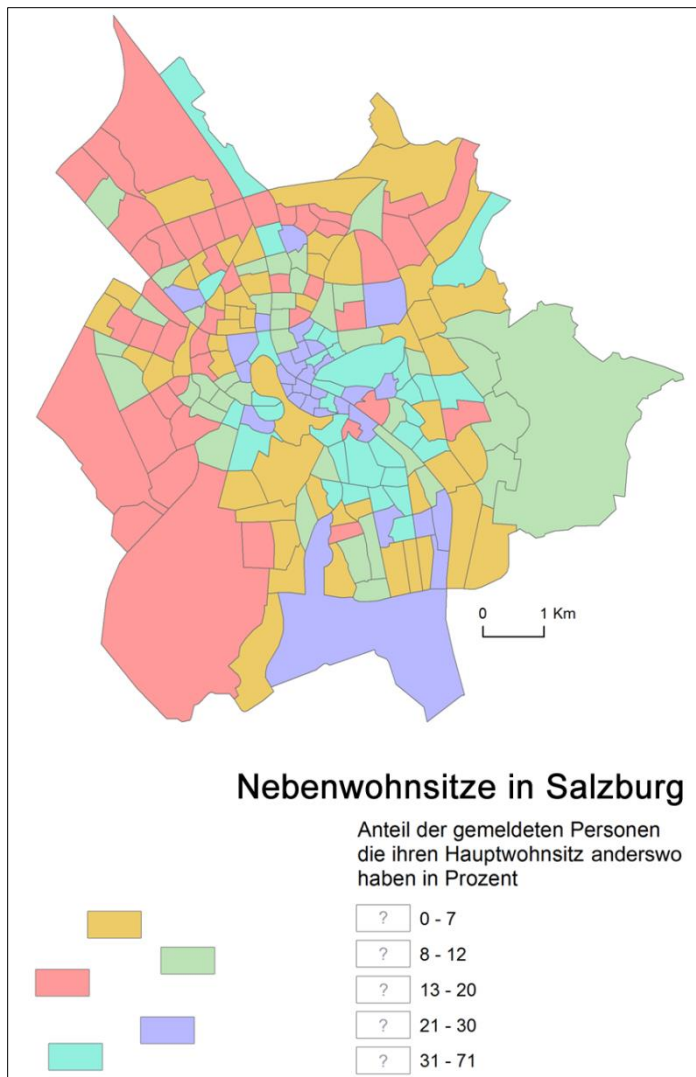 0 1 Km
Nebenwohnsitze in Salzburg
Anteil der gemeldeten Personen
die ihren Hauptwohnsitz anderswo
haben in Prozent
? 0 - 7
? 8 - 12
? 13 - 20
? 21 - 30
? 31 - 71